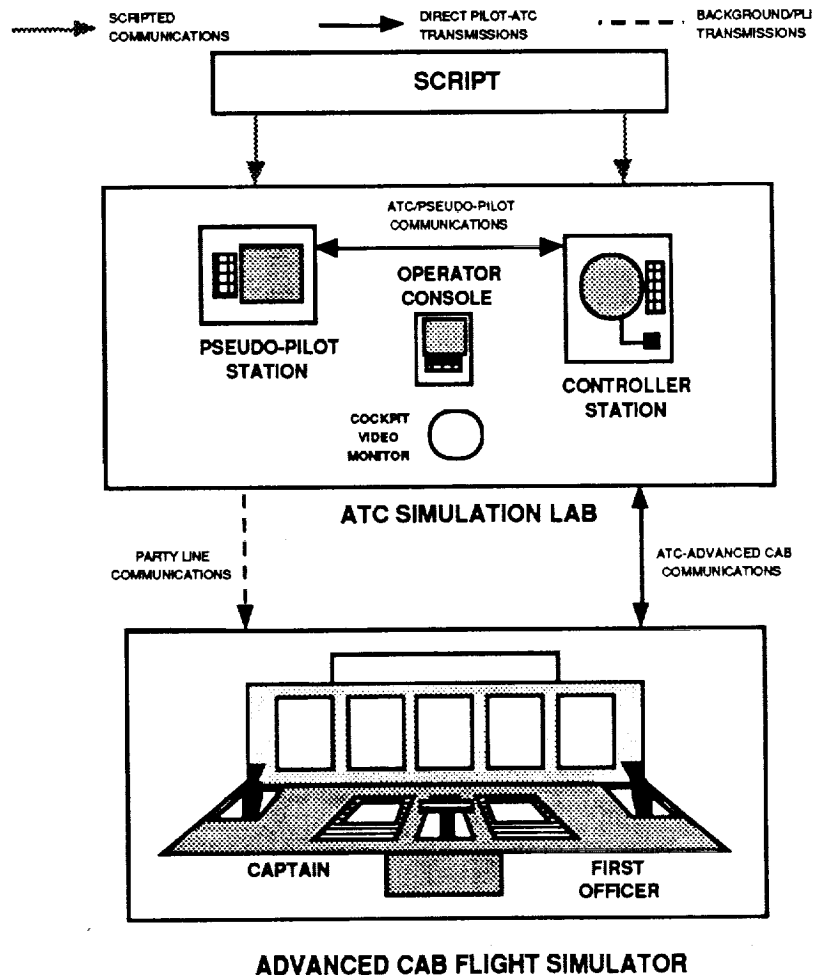 SCRIPTED
COMMUNICATIONS
DIRECT PILOT-ATC
TRANSMISSIONS
BACKGROUND/PLI
TRANSMISSIONS
SCRIPT
ATC/PSEUDO-PILOT
COMMUNICATIONS
OPERATOR
CONSOLE
PSEUDO-PILOT
STATION
CONTROLLER
STATION
COCKPIT
VIDEO
MONITOR
ATC SIMULATION LAB
PARTY LINE
COMMUNICATIONS
ATC-ADVANCED CAB
COMMUNICATIONS
CAPTAIN
FIRST
OFFICER
ADVANCED CAB FLIGHT SIMULATOR